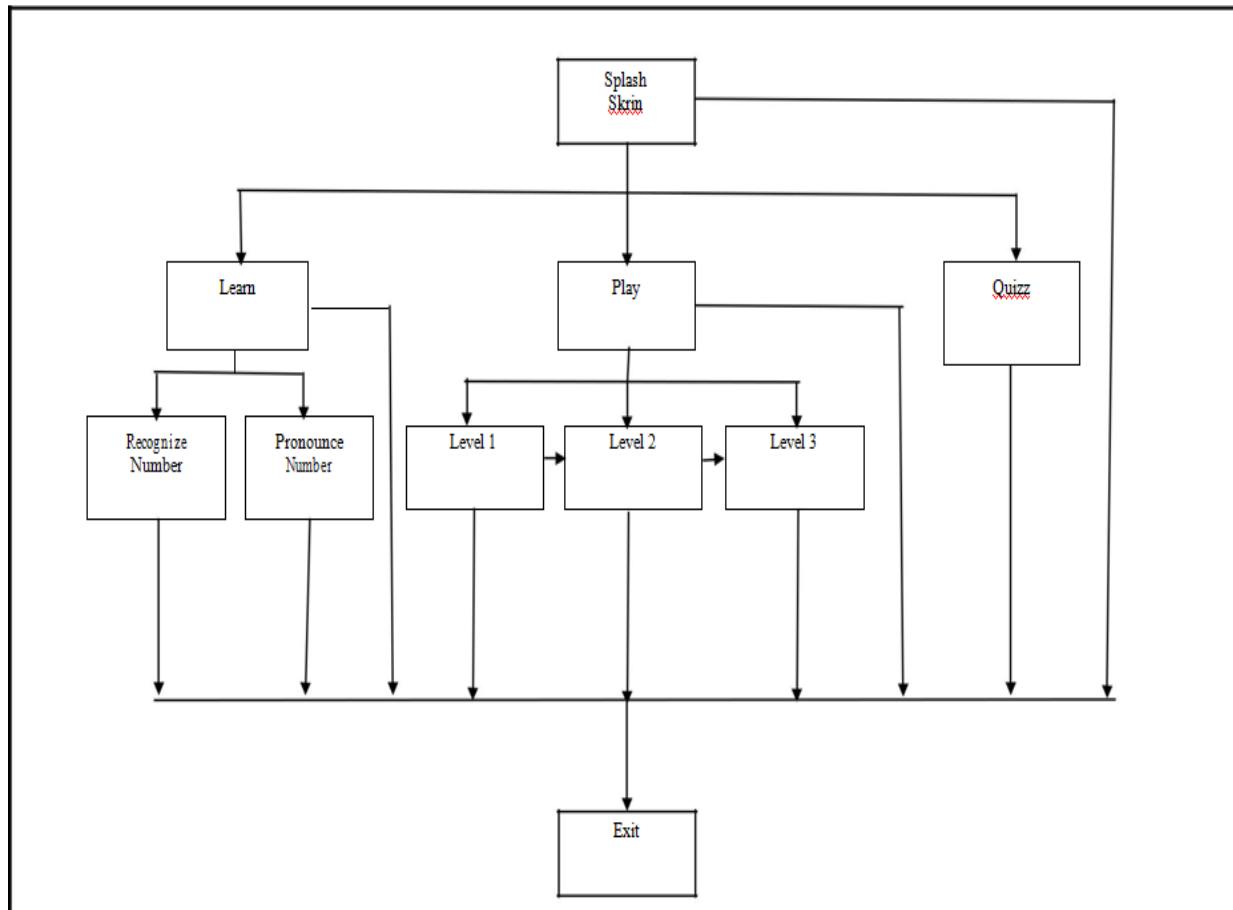 Splash
Skrin
Learn
Play
Quizz
Recognize
Number
Pronounce
Number
Level 1
Level 2
Level 3
Exit